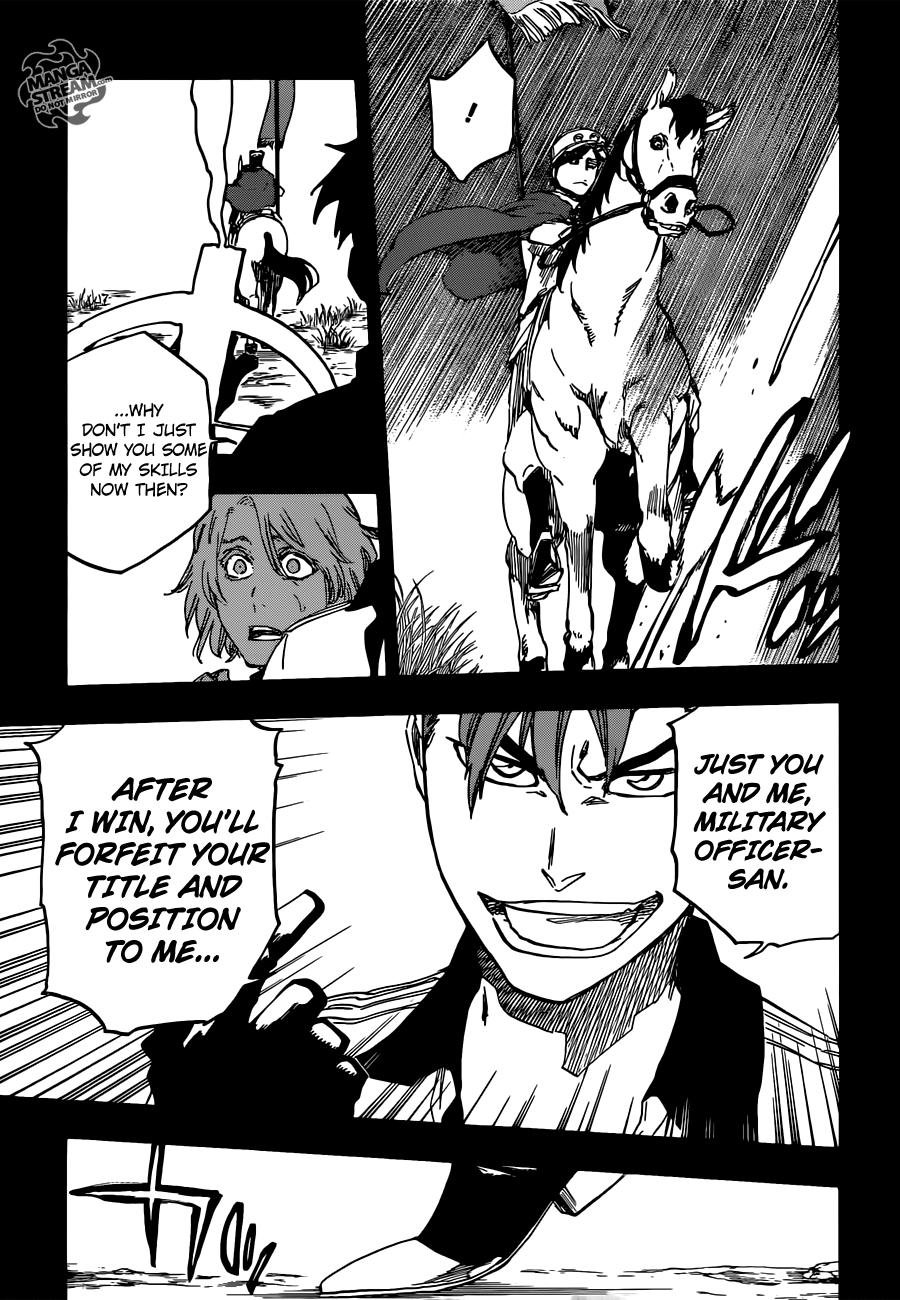 MANGA
STREAM.com
DO NOT MIRROR
!
...WHY
DON'T I JUST
SHOW YOU SOME
OF MY SKILLS
NOW THEN?
JUST YOU
AND ME,
MILITARY
OFFICER-
SAN.
AFTER
I WIN, YOU'LL
FORFEIT YOUR
TITLE AND
POSITION
TO ME...